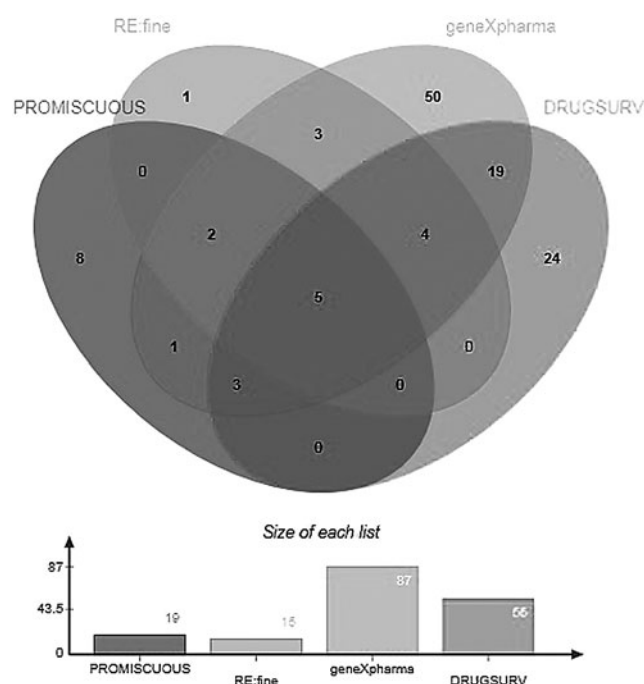 RE:fine
geneXpharma
PROMISCUOUS
DRUGSURV
1
50
3
0
19
2
4
8
24
5
1
0
3
0
0
Size of each list
87
43.5
0
19
15
87
55
PROMISCUOUS
RE:fine
geneXpharma
DRUGSURV